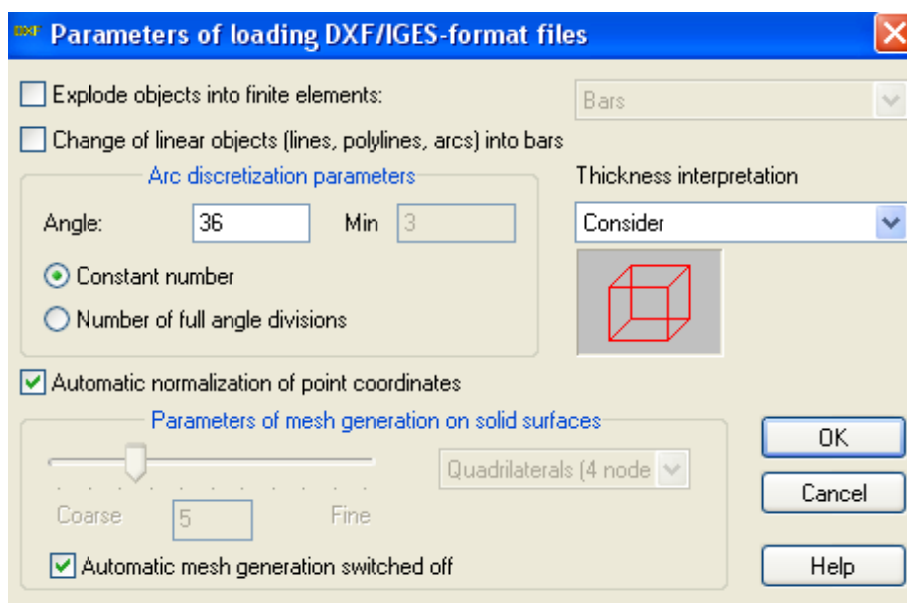 DXF Parameters of loading DXF/IGES-format files
Explode objects into finite elements:
Bars
Change of linear objects (lines, polylines, arcs) into bars
Arc discretization parameters
Thickness interpretation
Angle: 36 Min 3
Consider
Constant number
Number of full angle divisions
Automatic normalization of point coordinates
Parameters of mesh generation on solid surfaces
OK
Quadrilaterals (4 node
Cancel
Coarse 5 Fine
Automatic mesh generation switched off
Help